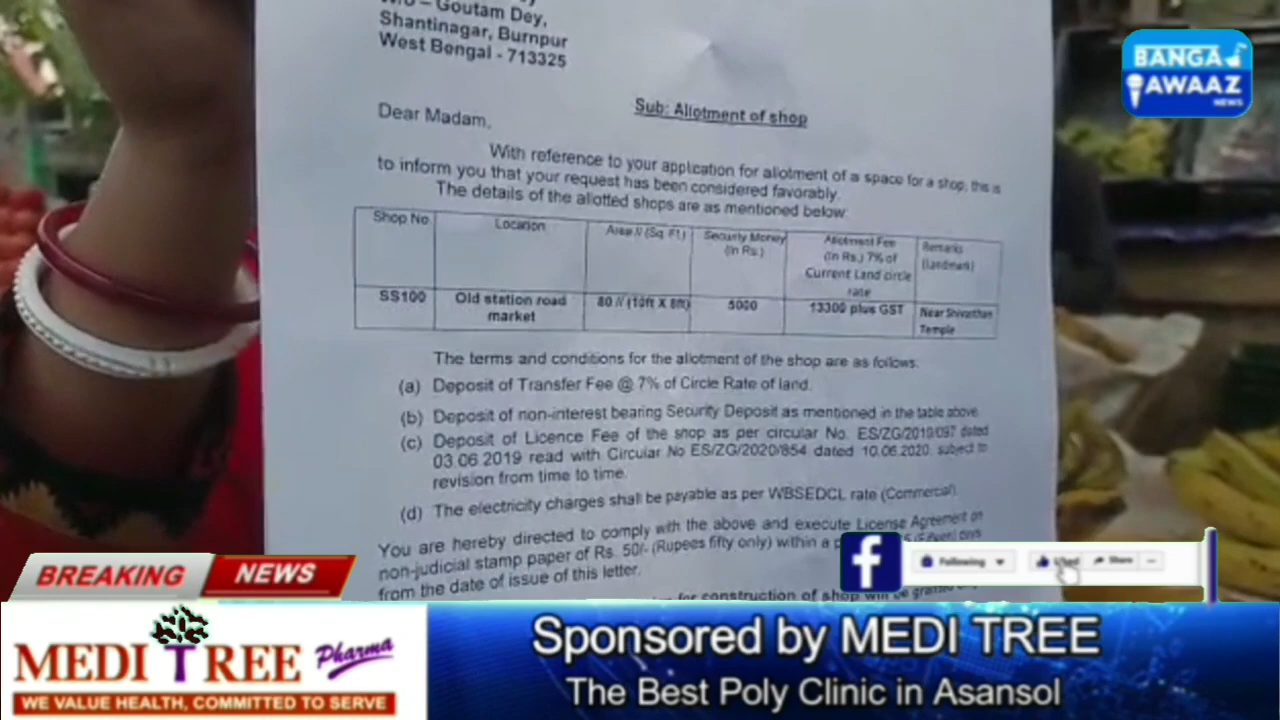 Goutam Dey,
Shantinagar, Burnpur
West Bengal - 713325
BANGA
AWAAZ
NEWS
Sub: Allotment of shop
Dear Madam,
With reference to your application for allotment of a space for a shop, this is
to inform you that your request has been considered favorably.
The details of the allotted shops are as mentioned below:
Shop No Location Area // (Sq. Ft.) Security Money (In Rs.) Allotment Fee (In Rs.) 7% of Current Land circle rate Remarks (landmark)
SS100 Old station road market 80 // (10ft X 8ft) 5000 13300 plus GST Near Shivsthan Temple
The terms and conditions for the allotment of the shop are as follows.
(a) Deposit of Transfer Fee @ 7% of Circle Rate of land.
(b) Deposit of non-interest bearing Security Deposit as mentioned in the table above.
(c) Deposit of Licence Fee of the shop as per circular No. ES/ZG/2019/097 dated
03.06.2019 read with Circular No ES/ZG/2020/854 dated 10.06.2020, subject to
revision from time to time.
(d) The electricity charges shall be payable as per WBSEDCL rate (Commercial).
You are hereby directed to comply with the above and execute License Agreement on
non-judicial stamp paper of Rs. 50/- (Rupees fifty only) within a days
from the date of issue of this letter.
for construction of shop will be
f Following Liked Share
BREAKING NEWS
MEDI TREE Pharma
WE VALUE HEALTH, COMMITTED TO SERVE
Sponsored by MEDI TREE
The Best Poly Clinic in Asansol